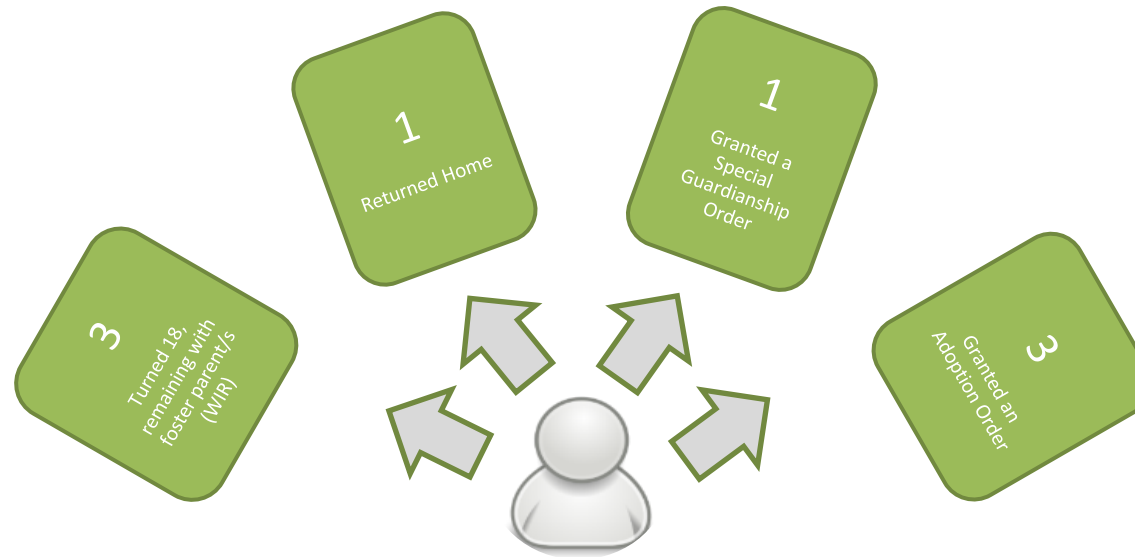 3
Turned 18,
remaining with
foster parent/s
(WIR)
1
Returned Home
1
Granted a
Special
Guardianship
Order
3
Granted an
Adoption Order